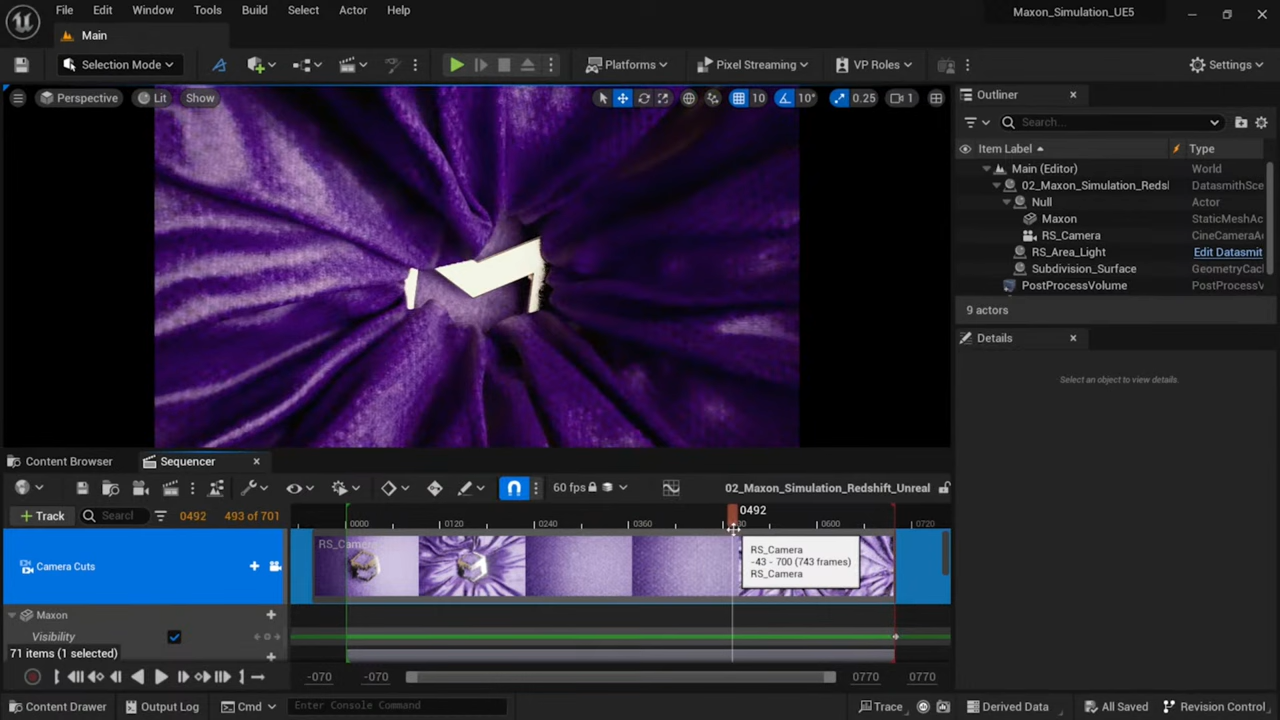 File Edit Window Tools Build Select Actor Help
Maxon_Simulation_UE5
Main
Selection Mode
Platforms
Pixel Streaming
VP Roles
Settings
Perspective
Lit
Show
10
10°
0.25
1
Outliner
Search...
Item Label
Type
Main (Editor)
World
02_Maxon_Simulation_Redsl
DatasmithSce
Null
Actor
Maxon
StaticMeshAc
RS_Camera
CineCameraAc
RS_Area_Light
Edit Datasmit
Subdivision_Surface
GeometryCac
PostProcessVolume
PostProcessV
9 actors
Details
Select an object to view details.
Content Browser
Sequencer
60 fps
02_Maxon_Simulation_Redshift_Unreal
Track
Searcl
0492
493 of 701
0492
0000
0120
0240
0360
0600
0720
Camera Cuts
RS_Camera
RS_Camera
-43 - 700 (743 frames)
RS_Camera
Maxon
Visibility
71 items (1 selected)
-070
-070
0770
0770
Content Drawer
Output Log
Cmd
Enter Console Command
Trace
Derived Data
All Saved
Revision Control